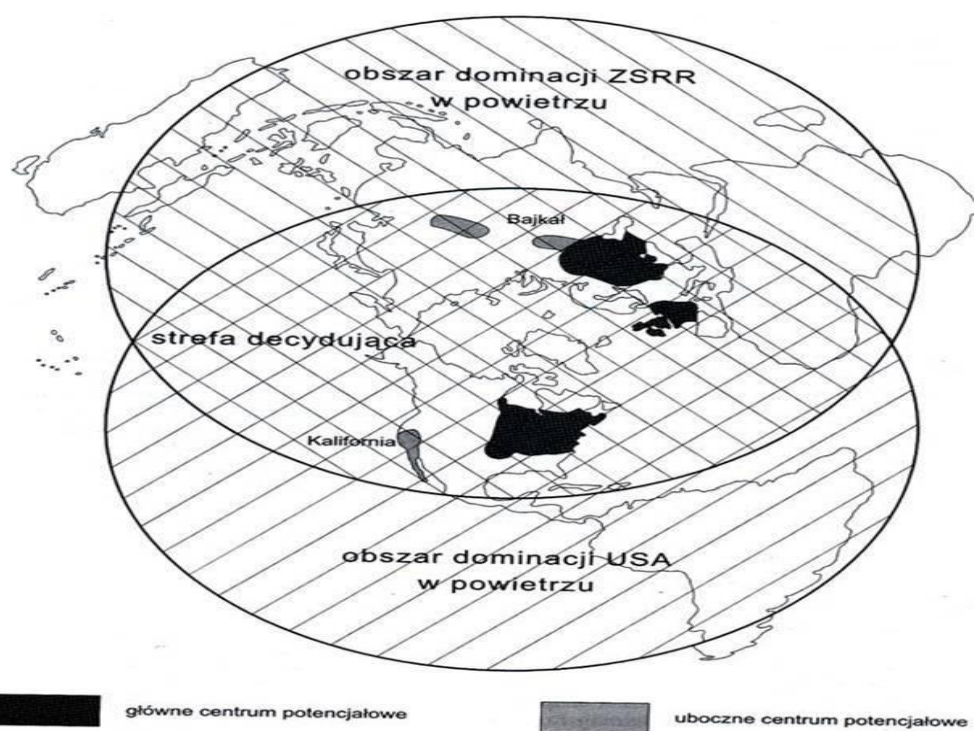 obszar dominacji ZSRR
w powietrzu
Bajkał
strefa decydująca
Kalifornia
obszar dominacji USA
w powietrzu
główne centrum potencjałowe
uboczne centrum potencjałowe